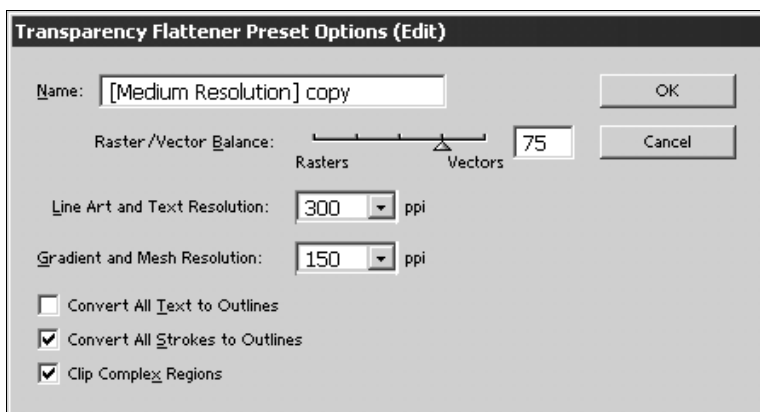 Transparency Flattener Preset Options (Edit)
Name: [Medium Resolution] copy
OK
Raster/Vector Balance: 75
Cancel
Rasters Vectors
Line Art and Text Resolution: 300 ppi
Gradient and Mesh Resolution: 150 ppi
Convert All Text to Outlines
Convert All Strokes to Outlines
Clip Complex Regions